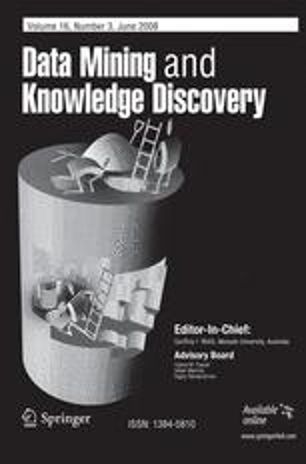 Volume 16, Number 3, June 2008
Data Mining and
Knowledge Discovery
Editor-In-Chief:
Geoffrey I. Webb, Monash University, Australia
Advisory Board
Springer
ISSN: 1384-5810
Available
online
www.springerlink.com